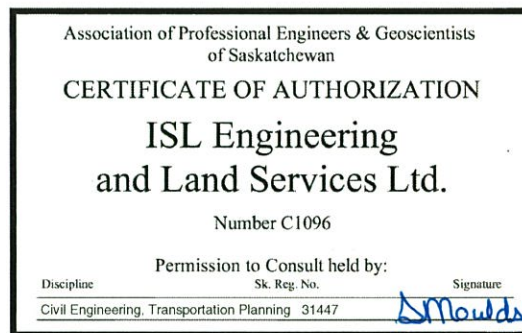 Association of Professional Engineers & Geoscientists
of Saskatchewan
CERTIFICATE OF AUTHORIZATION
ISL Engineering
and Land Services Ltd.
Number C1096
Permission to Consult held by:
Discipline Sk. Reg. No. Signature
Civil Engineering, Transportation Planning 31447 DMoulds